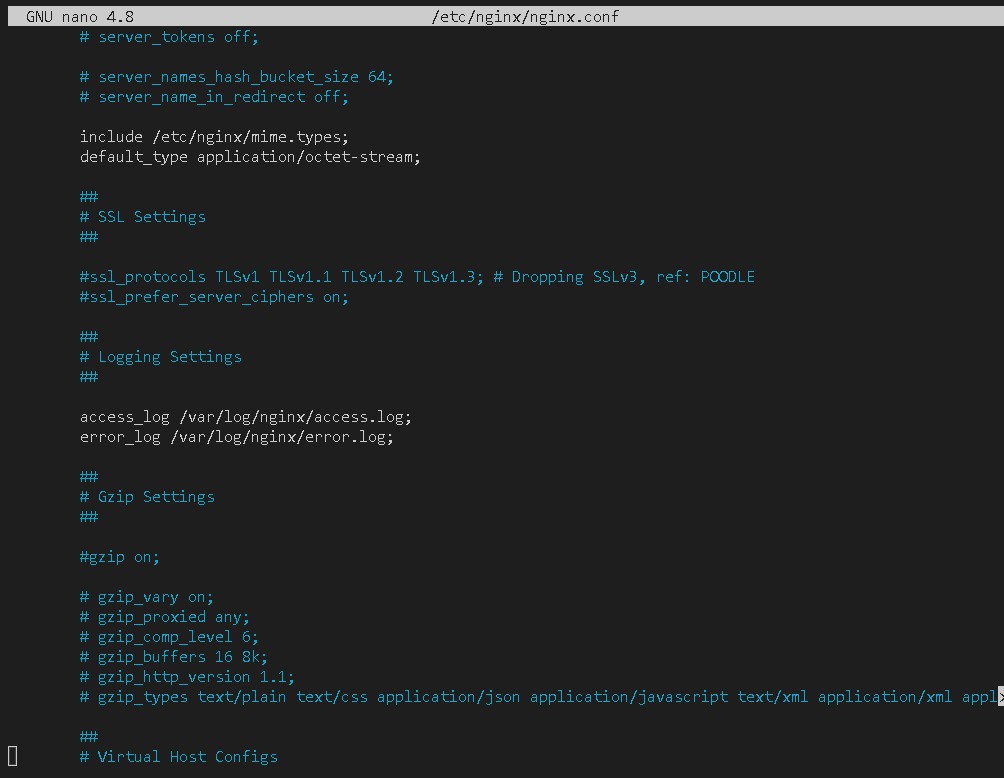 GNU nano 4.8 /etc/nginx/nginx.conf
# server_tokens off;
# server_names_hash_bucket_size 64;
# server_name_in_redirect off;
include /etc/nginx/mime.types;
default_type application/octet-stream;
##
# SSL Settings
##
#ssl_protocols TLSv1 TLSv1.1 TLSv1.2 TLSv1.3; # Dropping SSLv3, ref: POODLE
#ssl_prefer_server_ciphers on;
##
# Logging Settings
##
access_log /var/log/nginx/access.log;
error_log /var/log/nginx/error.log;
##
# Gzip Settings
##
#gzip on;
# gzip_vary on;
# gzip_proxied any;
# gzip_comp_level 6;
# gzip_buffers 16 8k;
# gzip_http_version 1.1;
# gzip_types text/plain text/css application/json application/javascript text/xml application/xml appl>
##
# Virtual Host Configs